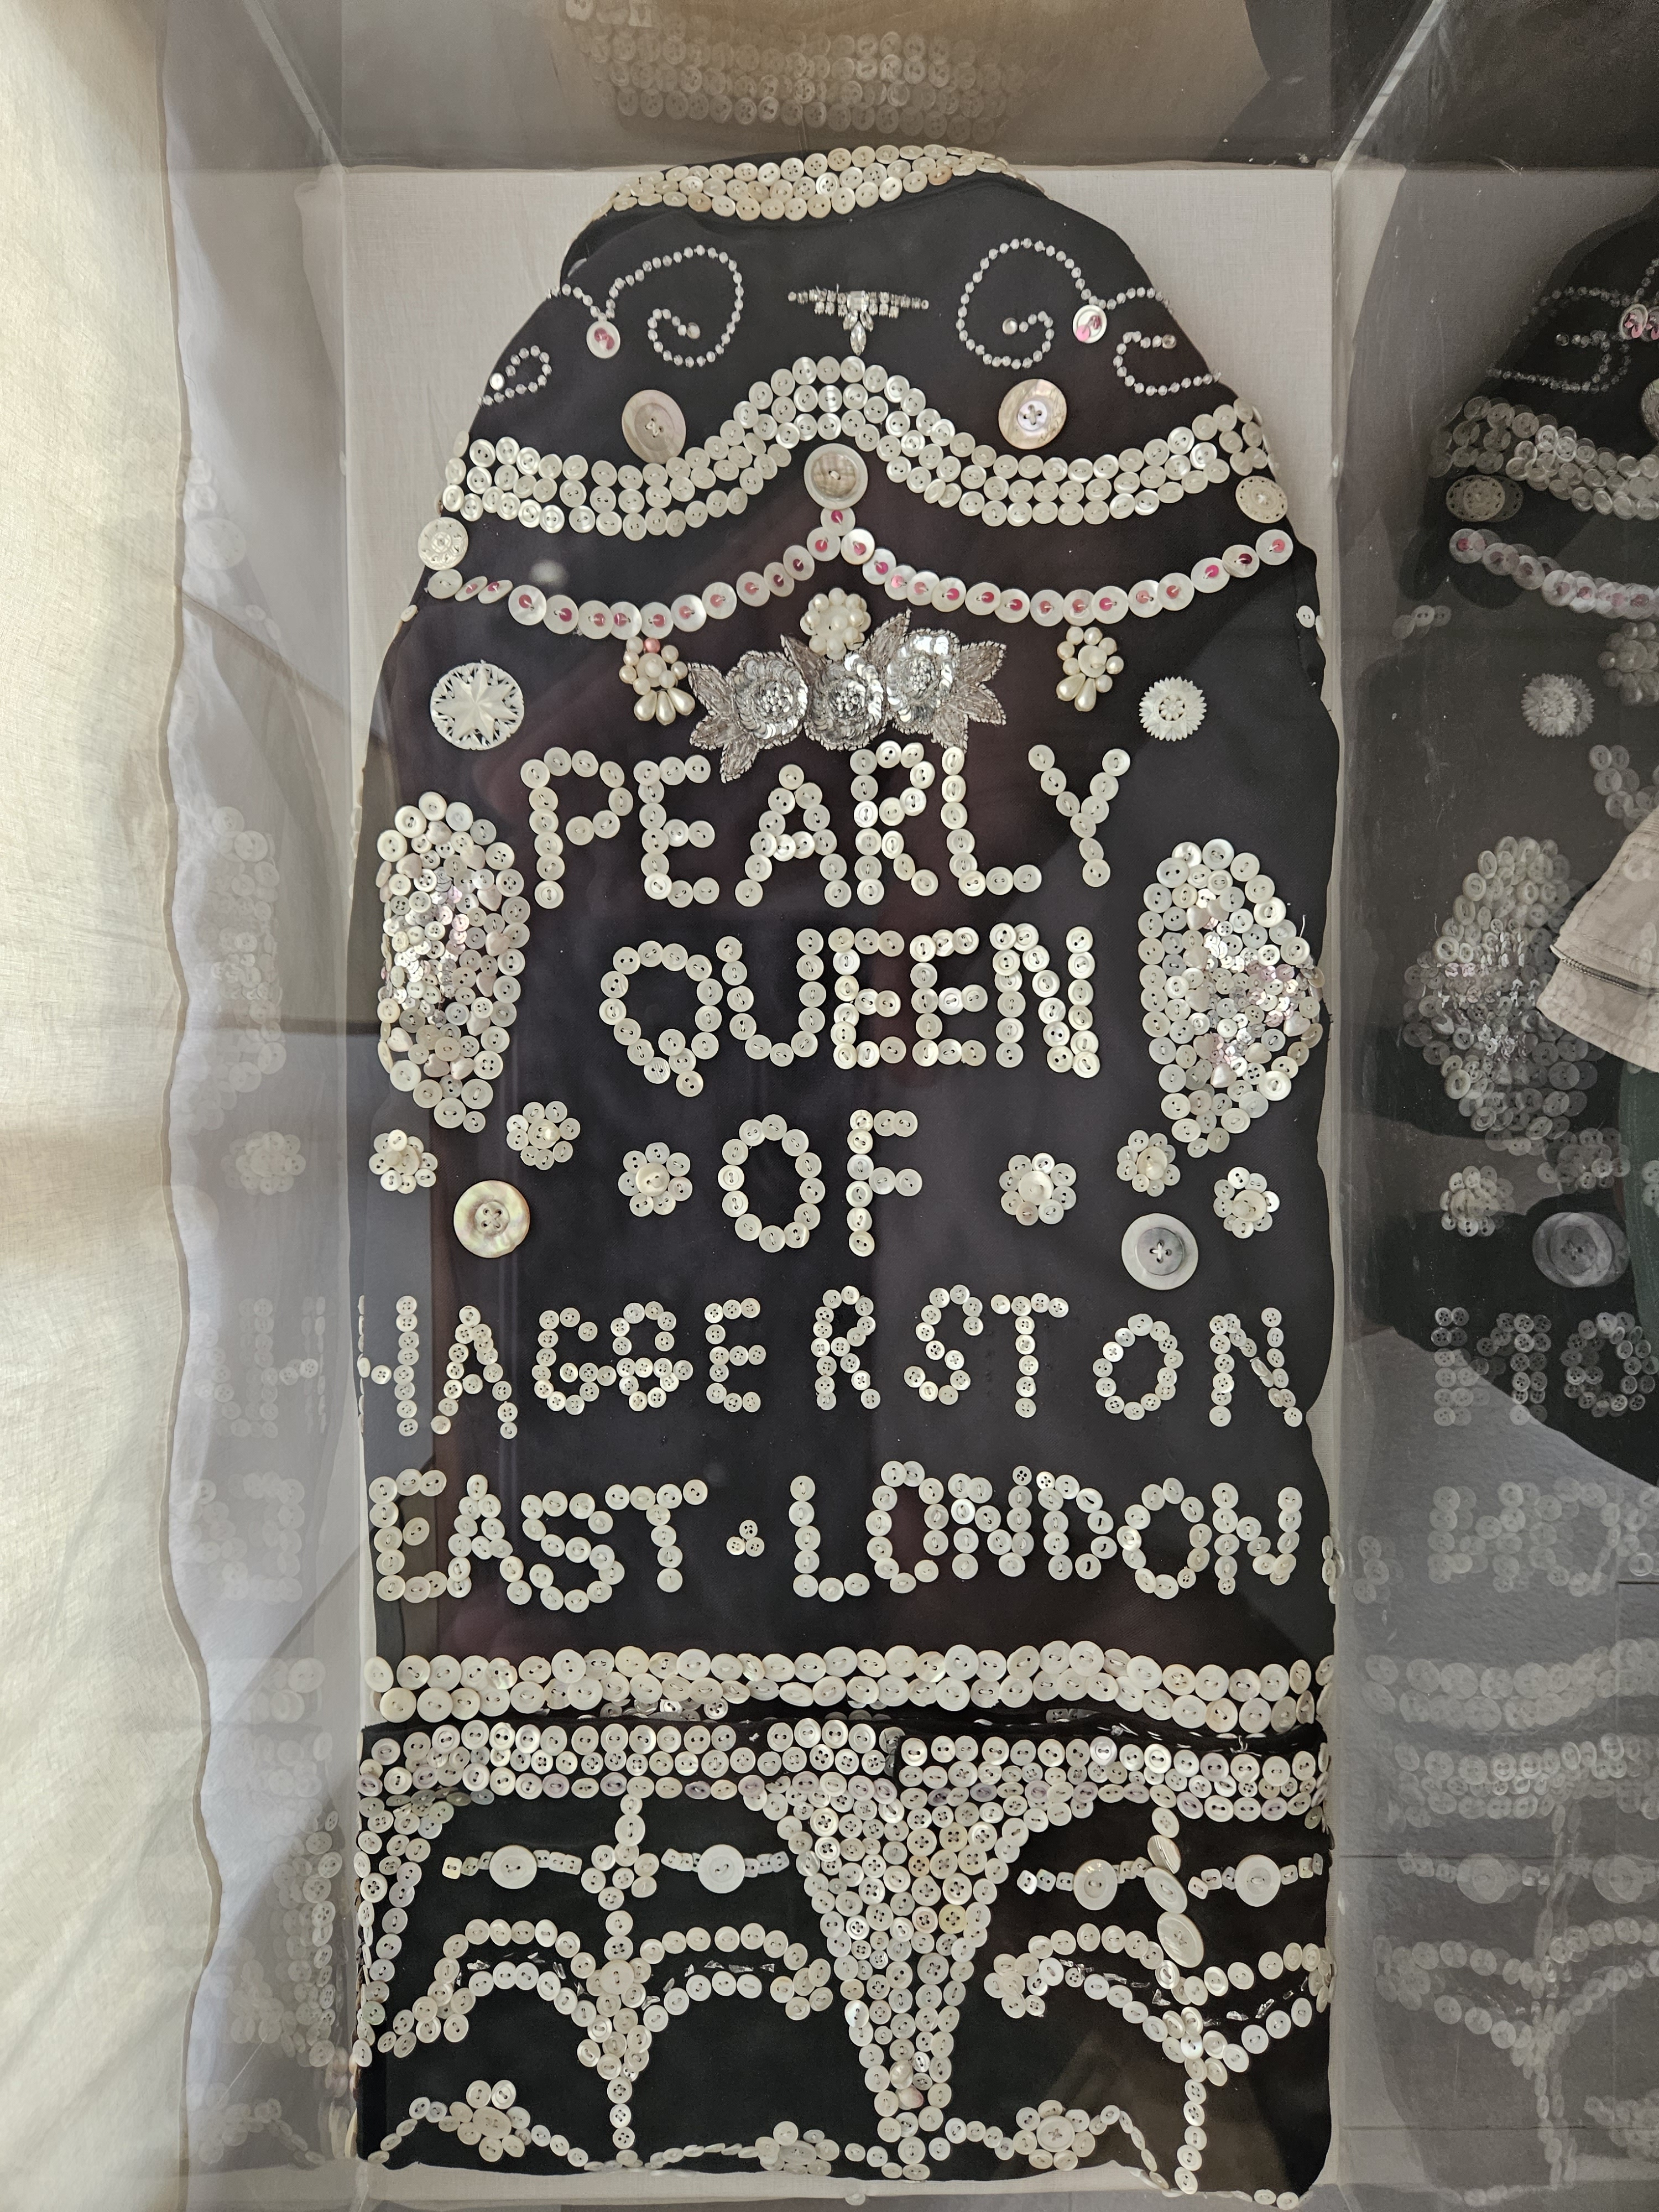 PEARLY
QUEEN
OF
HAGGERSTON
EAST · LONDON